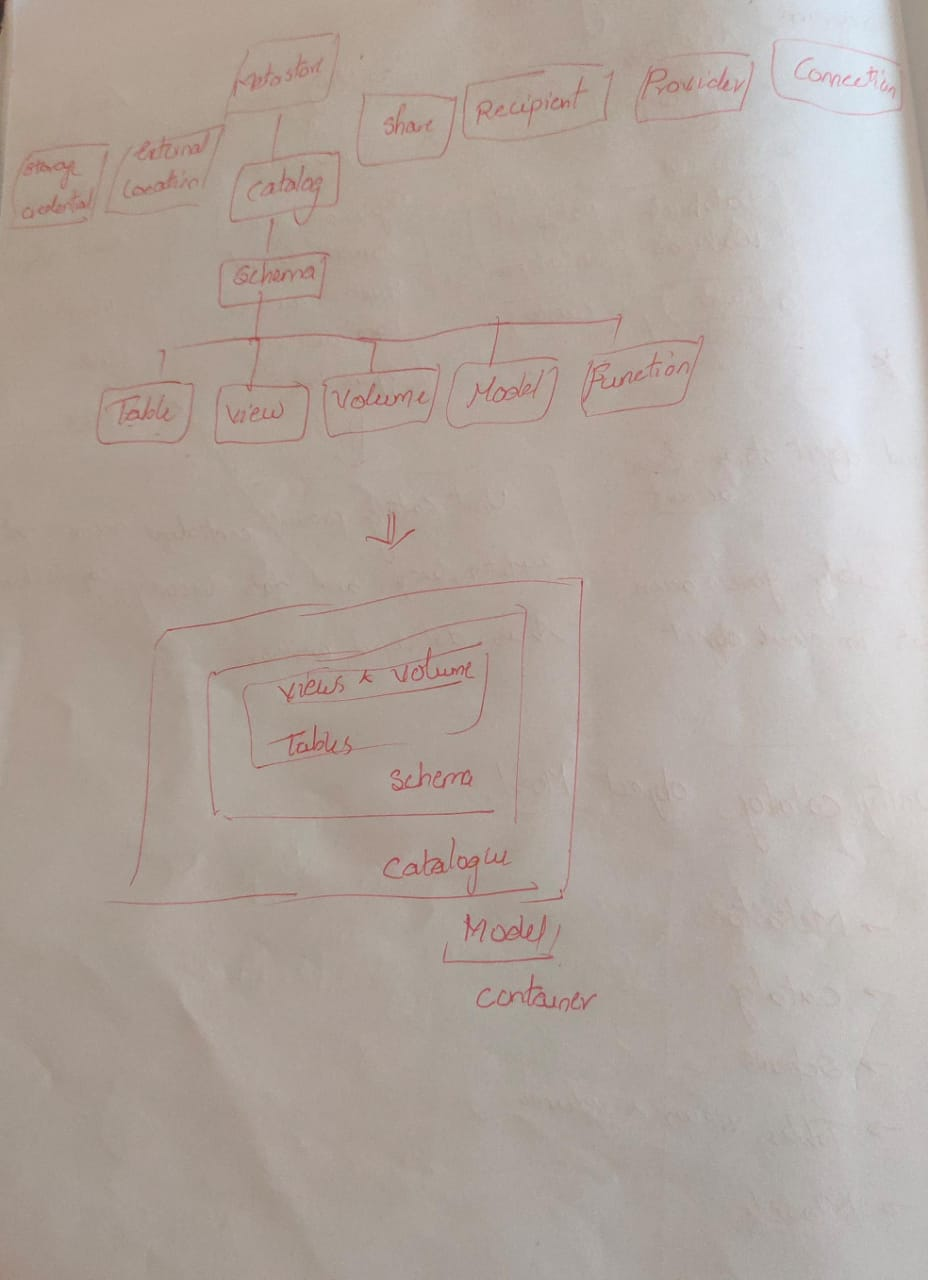 Metastore
Share
Recipient
Provider
Connection
Storage
credential
External
Location
Catalog
Schema
Table
View
Volume
Model
Function
Views & Volume
Tables
Schema
Catalogue
Model
Container